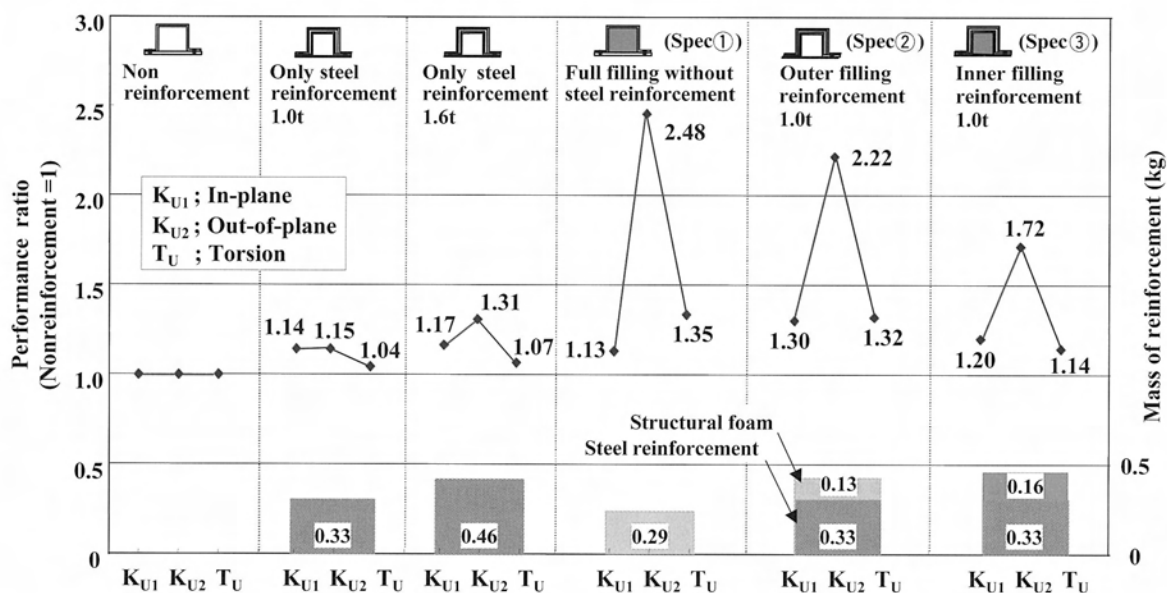 3.0
2.5
2.0
1.5
1.0
0.5
0
Performance ratio
(Nonreinforcement =1)
Non
reinforcement
Only steel
reinforcement
1.0t
Only steel
reinforcement
1.6t
(Spec①)
Full filling without
steel reinforcement
(Spec②)
Outer filling
reinforcement
1.0t
(Spec③)
Inner filling
reinforcement
1.0t
K_U1 ; In-plane
K_U2 ; Out-of-plane
T_U ; Torsion
1.14 1.15 1.04
1.17 1.31 1.07
1.13 2.48 1.35
1.30 2.22 1.32
1.20 1.72 1.14
Structural foam
Steel reinforcement
0.33
0.46
0.29
0.13
0.33
0.16
0.33
K_U1 K_U2 T_U
K_U1 K_U2 T_U
K_U1 K_U2 T_U
K_U1 K_U2 T_U
K_U1 K_U2 T_U
K_U1 K_U2 T_U
0.5
0
Mass of reinforcement (kg)